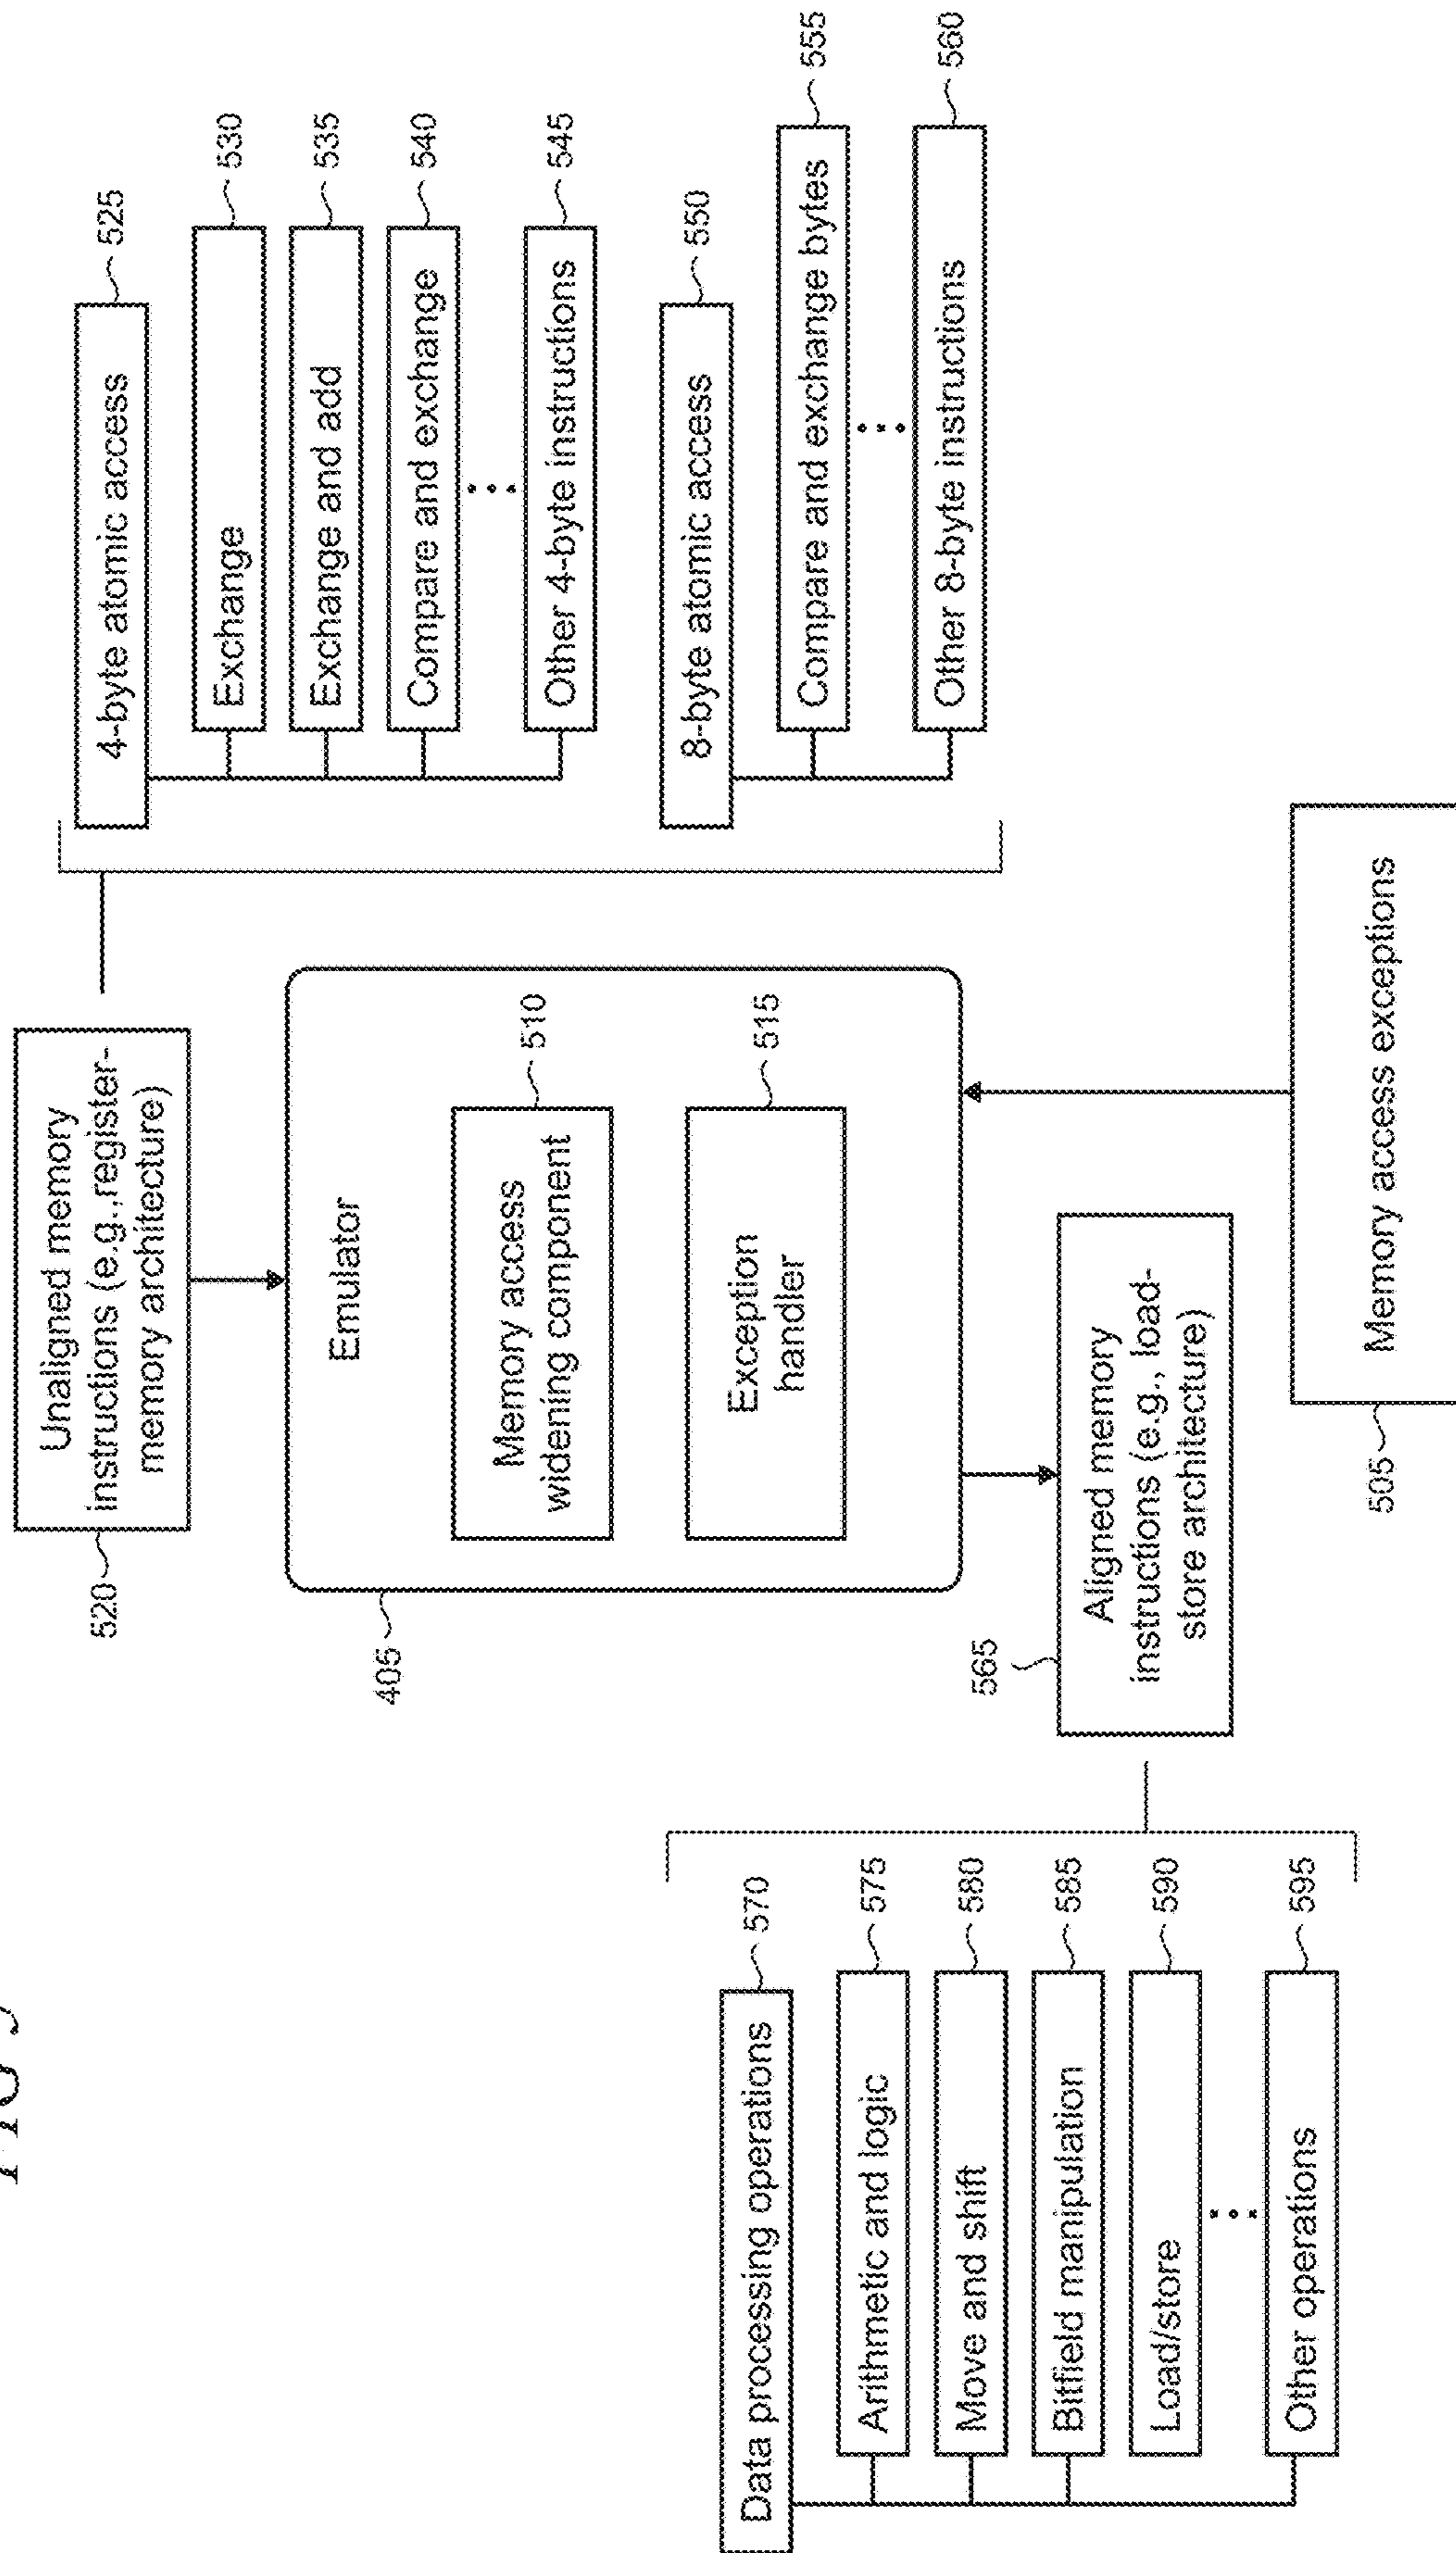 520
Unaligned memory
instructions (e.g.,register-
memory architecture)
4-byte atomic access
525
Exchange
530
Exchange and add
535
Compare and exchange
540
Other 4-byte instructions
545
8-byte atomic access
550
Compare and exchange bytes
555
Other 8-byte instructions
560
405
Emulator
Memory access
widening component
510
Exception
handler
515
565
Aligned memory
instructions (e.g., load-
store architecture)
Data processing operations
570
Arithmetic and logic
575
Move and shift
580
Bitfield manipulation
585
Load/store
590
Other operations
595
505
Memory access exceptions